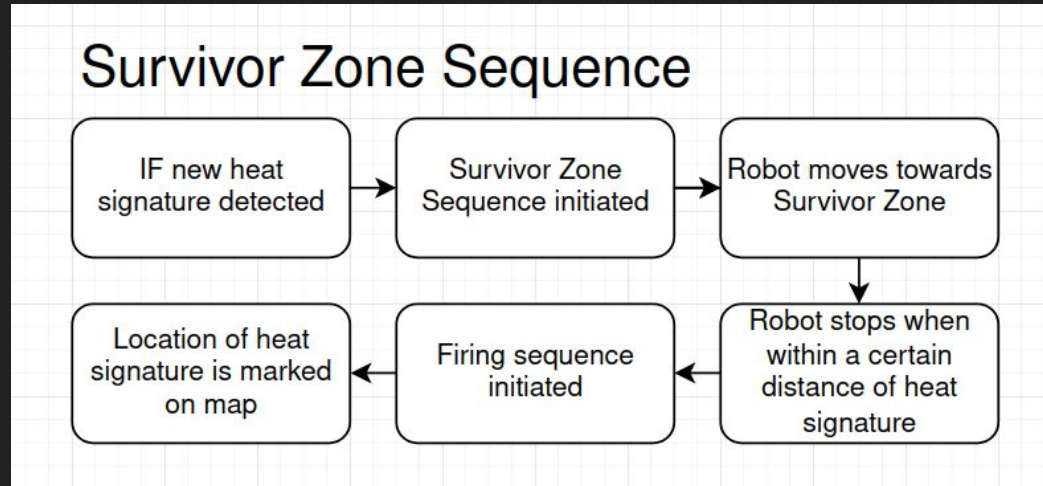 Survivor Zone Sequence
IF new heat
signature detected
Survivor Zone
Sequence initiated
Robot moves towards
Survivor Zone
Robot stops when
within a certain
distance of heat
signature
Firing sequence
initiated
Location of heat
signature is marked
on map